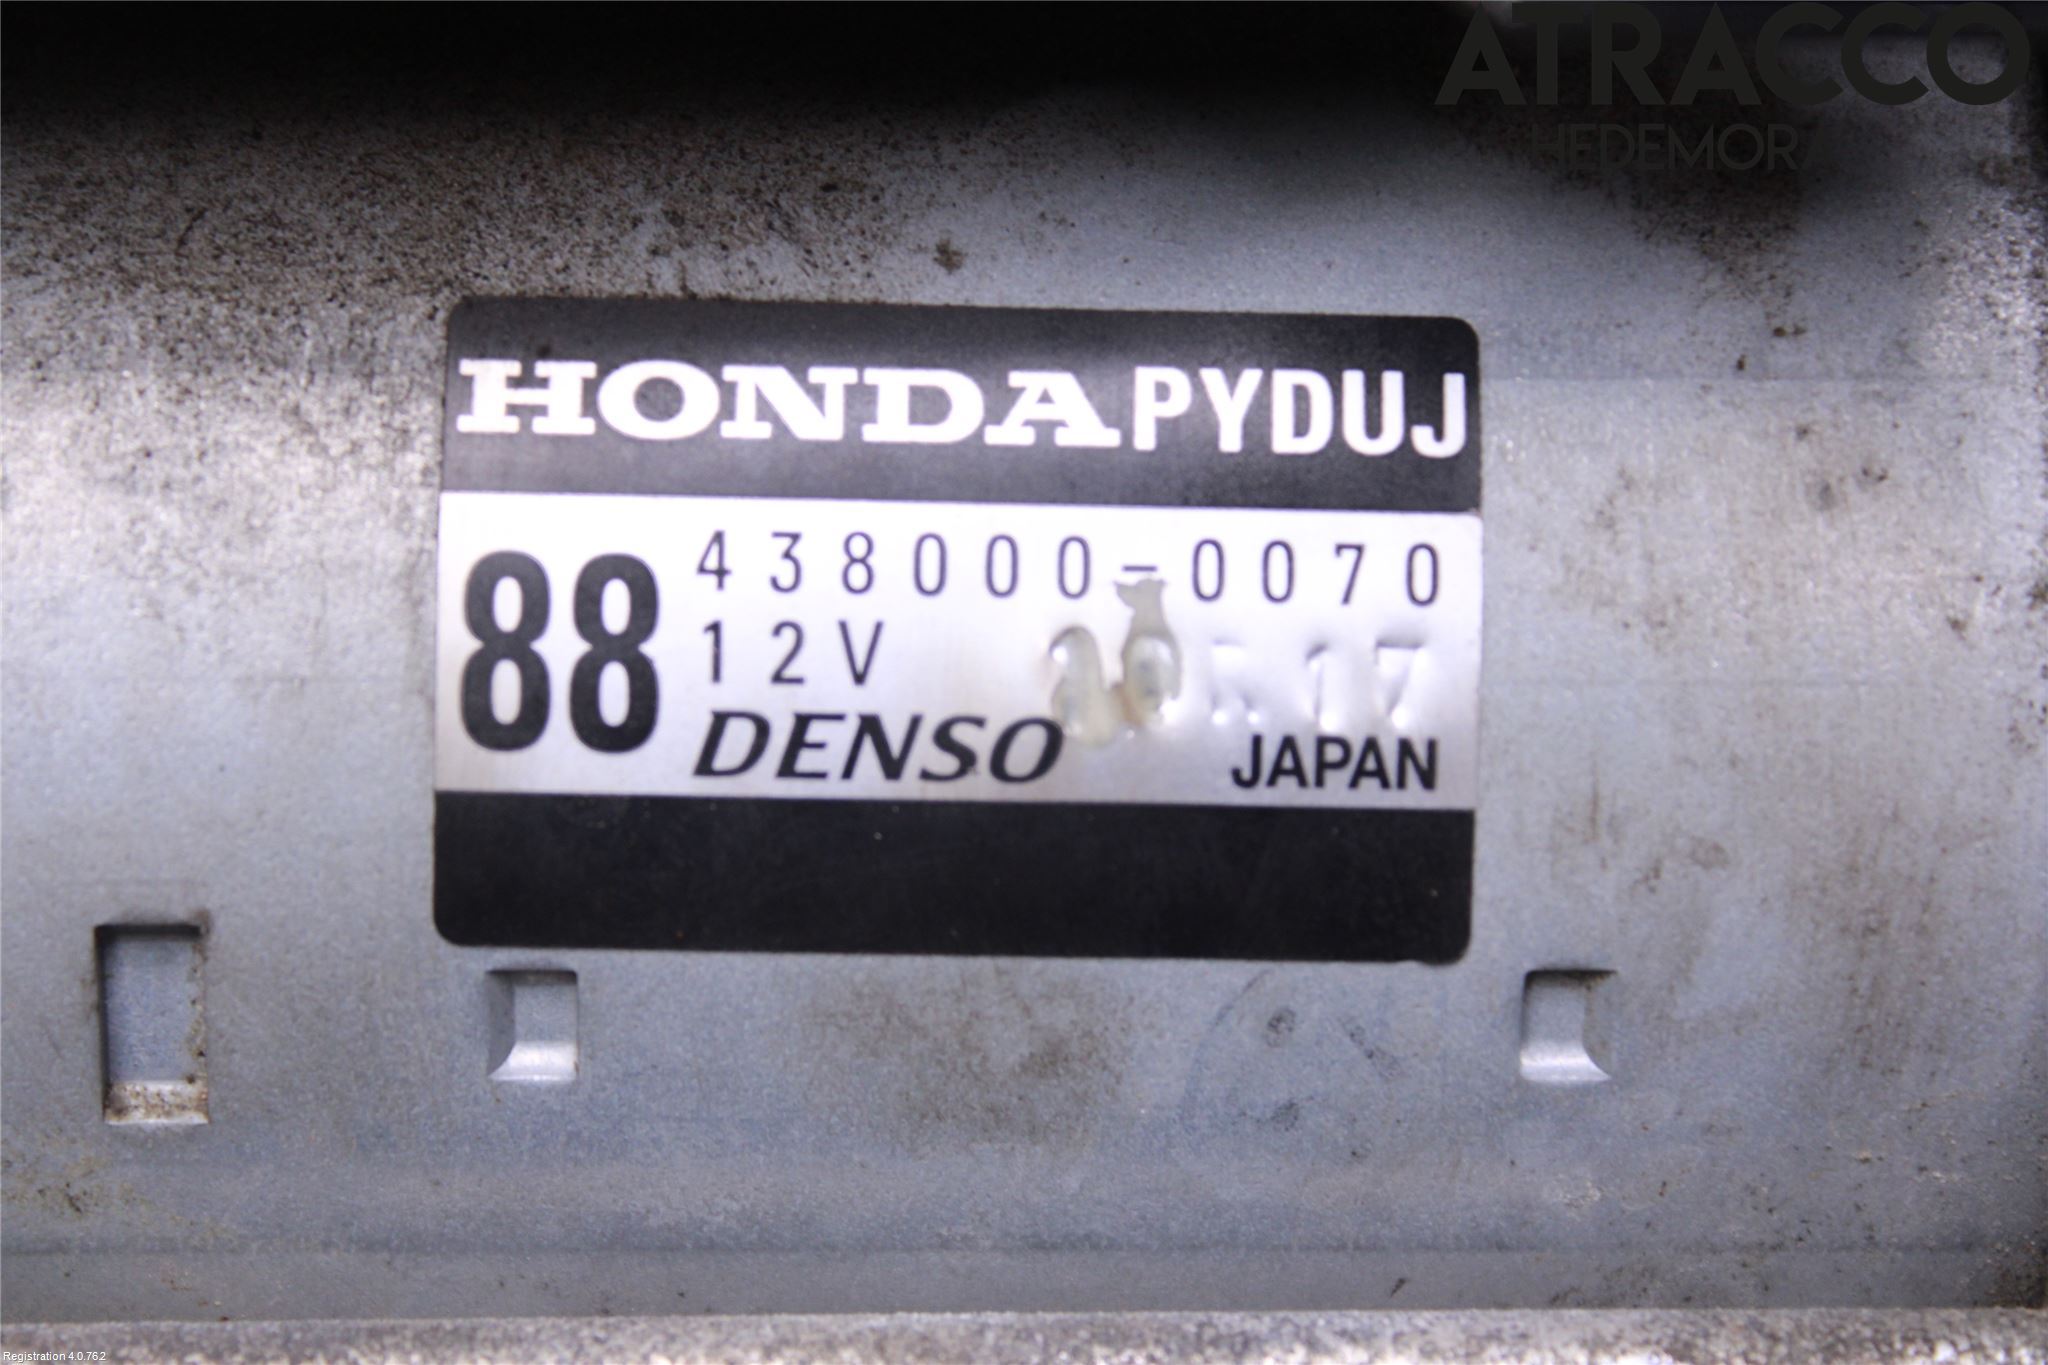 ATRACCO
HEDEMORA
HONDA PYDUJ
88
438000-0070
12V
DENSO
JAPAN
Registration 4.0.762